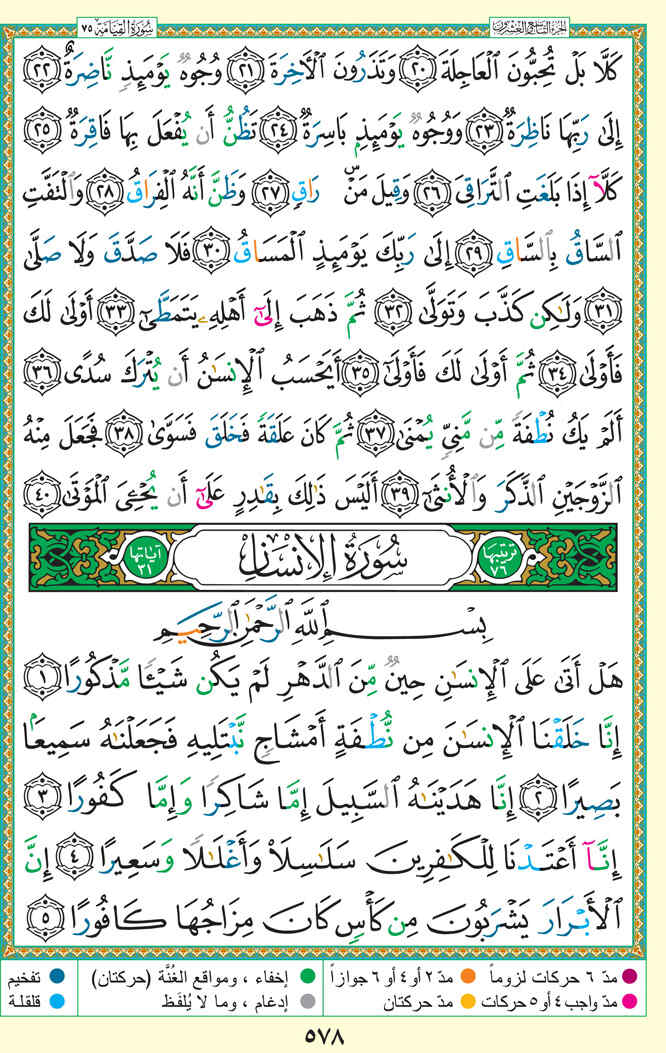 سُورَةُ القِيَامَة ٧٥
الجزء التاسع والعشرون
كَلَّا بَلْ تُحِبُّونَ ٱلْعَاجِلَةَ ﴿٢٠﴾ وَتَذَرُونَ ٱلْآخِرَةَ ﴿٢١﴾ وُجُوهٌ يَوْمَئِذٍ نَّاضِرَةٌ ﴿٢٢﴾
إِلَىٰ رَبِّهَا نَاظِرَةٌ ﴿٢٣﴾ وَوُجُوهٌ يَوْمَئِذٍۭ بَاسِرَةٌ ﴿٢٤﴾ تَظُنُّ أَن يُفْعَلَ بِهَا فَاقِرَةٌ ﴿٢٥﴾
كَلَّآ إِذَا بَلَغَتِ ٱلتَّرَاقِىَ ﴿٢٦﴾ وَقِيلَ مَنْ ۜ رَاقٍ ﴿٢٧﴾ وَظَنَّ أَنَّهُ ٱلْفِرَاقُ ﴿٢٨﴾ وَٱلْتَفَّتِ
ٱلسَّاقُ بِٱلسَّاقِ ﴿٢٩﴾ إِلَىٰ رَبِّكَ يَوْمَئِذٍ ٱلْمَسَاقُ ﴿٣٠﴾ فَلَا صَدَّقَ وَلَا صَلَّىٰ
﴿٣١﴾ وَلَـٰكِن كَذَّبَ وَتَوَلَّىٰ ﴿٣٢﴾ ثُمَّ ذَهَبَ إِلَىٰٓ أَهْلِهِۦ يَتَمَطَّىٰٓ ﴿٣٣﴾ أَوْلَىٰ لَكَ
فَأَوْلَىٰ ﴿٣٤﴾ ثُمَّ أَوْلَىٰ لَكَ فَأَوْلَىٰٓ ﴿٣٥﴾ أَيَحْسَبُ ٱلْإِنسَـٰنُ أَن يُتْرَكَ سُدًى ﴿٣٦﴾
أَلَمْ يَكُ نُطْفَةً مِّن مَّنِىٍّ يُمْنَىٰ ﴿٣٧﴾ ثُمَّ كَانَ عَلَقَةً فَخَلَقَ فَسَوَّىٰ ﴿٣٨﴾ فَجَعَلَ مِنْهُ
ٱلزَّوْجَيْنِ ٱلذَّكَرَ وَٱلْأُنثَىٰٓ ﴿٣٩﴾ أَلَيْسَ ذَٰلِكَ بِقَـٰدِرٍ عَلَىٰٓ أَن يُحْـِۧىَ ٱلْمَوْتَىٰ ﴿٤٠﴾
ترتيبها ٧٦
سُورَةُ الإنسَان
آياتها ٣١
بِسْمِ ٱللَّهِ ٱلرَّحْمَـٰنِ ٱلرَّحِيمِ
هَلْ أَتَىٰ عَلَى ٱلْإِنسَـٰنِ حِينٌ مِّنَ ٱلدَّهْرِ لَمْ يَكُن شَيْـًٔا مَّذْكُورًا ﴿١﴾
إِنَّا خَلَقْنَا ٱلْإِنسَـٰنَ مِن نُّطْفَةٍ أَمْشَاجٍ نَّبْتَلِيهِ فَجَعَلْنَـٰهُ سَمِيعًۢا
بَصِيرًا ﴿٢﴾ إِنَّا هَدَيْنَـٰهُ ٱلسَّبِيلَ إِمَّا شَاكِرًا وَإِمَّا كَفُورًا ﴿٣﴾
إِنَّآ أَعْتَدْنَا لِلْكَـٰفِرِينَ سَلَـٰسِلَا۟ وَأَغْلَـٰلًا وَسَعِيرًا ﴿٤﴾ إِنَّ
ٱلْأَبْرَارَ يَشْرَبُونَ مِن كَأْسٍ كَانَ مِزَاجُهَا كَافُورًا ﴿٥﴾
مدّ ٦ حركات لزوماً مدّ ٢ أو ٤ أو ٦ جوازاً إخفاء ، ومواقع الغُنَّة (حركتان) تفخيم
مدّ واجب ٤ أو ٥ حركات مدّ حركتان إدغام ، وما لا يُلفَظ قلقلة
٥٧٨